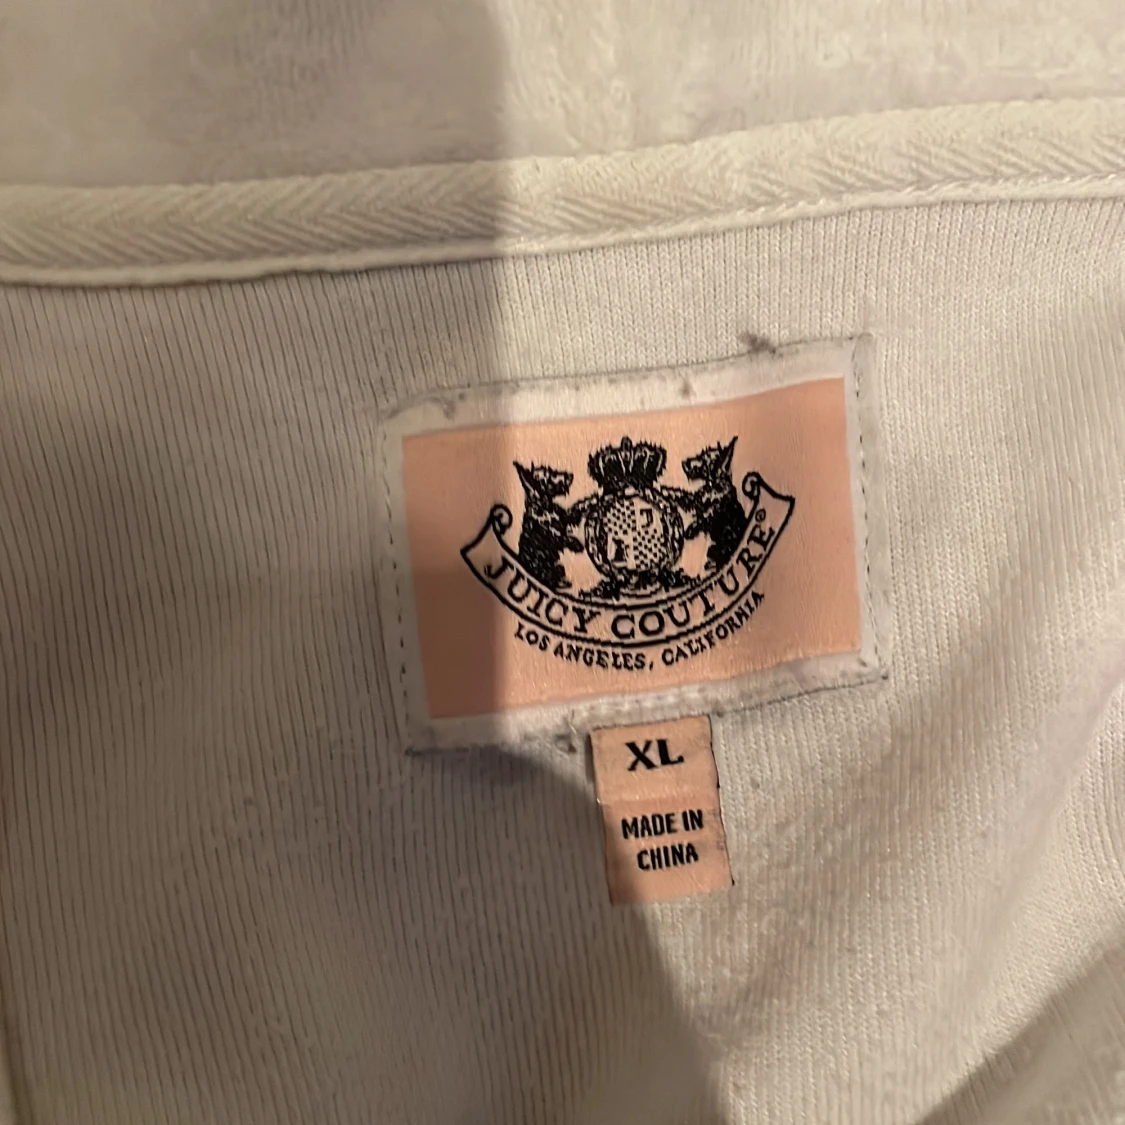 J
JUICY COUTURE®
LOS ANGELES, CALIFORNIA
XL
MADE IN
CHINA